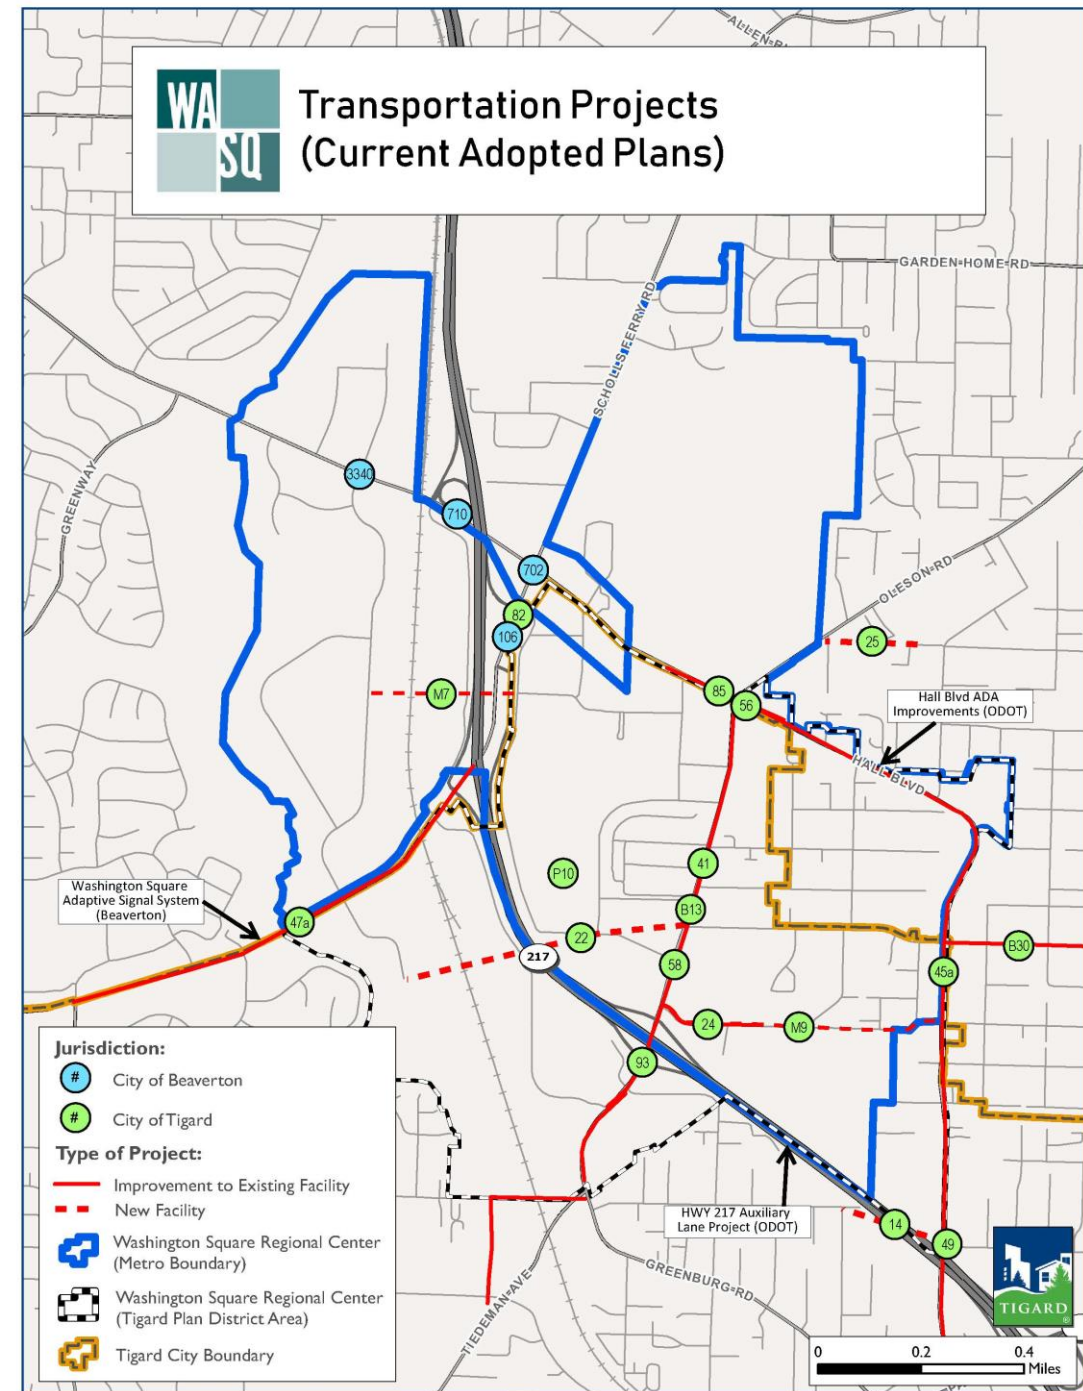 ALLEN
WA
SQ
Transportation Projects
(Current Adopted Plans)
GARDEN HOME RD
SCHOLLS FERRY RD
GREENWAY
3340
710
702
OLESON RD
82
106
25
M7
85
56
Hall Blvd ADA
Improvements (ODOT)
HALL BLVD
41
P10
Washington Square
Adaptive Signal System
(Beaverton)
47a
B13
22
B30
217
58
45a
24
M9
93
Jurisdiction:
# City of Beaverton
# City of Tigard
Type of Project:
Improvement to Existing Facility
New Facility
Washington Square Regional Center
(Metro Boundary)
Washington Square Regional Center
(Tigard Plan District Area)
Tigard City Boundary
HWY 217 Auxiliary
Lane Project (ODOT)
14
49
GREENBURG RD
TIEDEMAN AVE
TIGARD
®
0 0.2 0.4
Miles